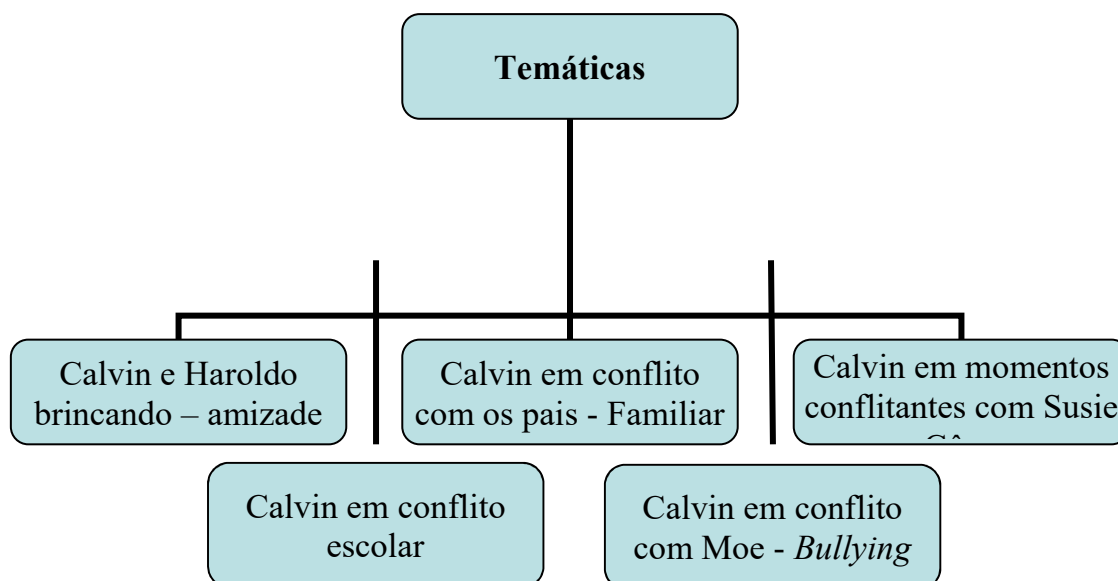 Temáticas
Calvin e Haroldo
brincando – amizade
Calvin em conflito
com os pais - Familiar
Calvin em momentos
conflitantes com Susie
Calvin em conflito
escolar
Calvin em conflito
com Moe - Bullying